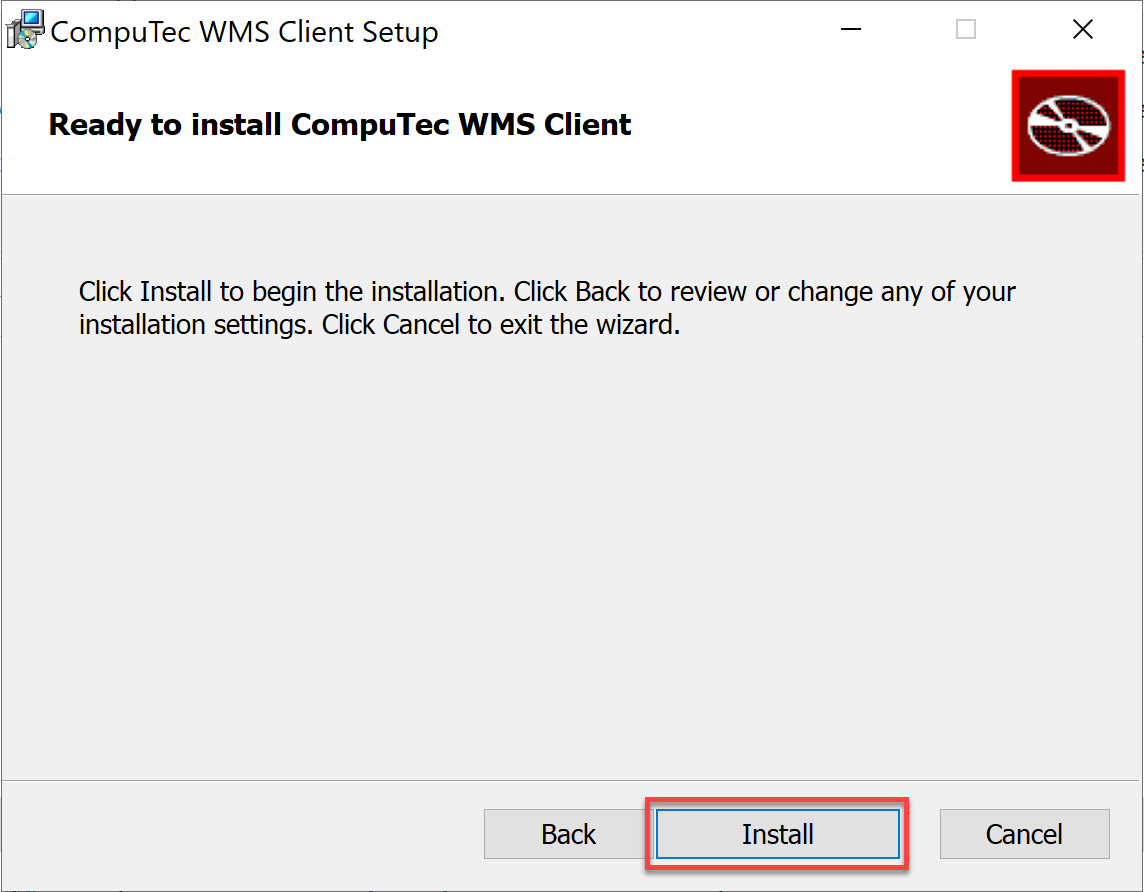 CompuTec WMS Client Setup
Ready to install CompuTec WMS Client
Click Install to begin the installation. Click Back to review or change any of your
installation settings. Click Cancel to exit the wizard.
Back Install Cancel